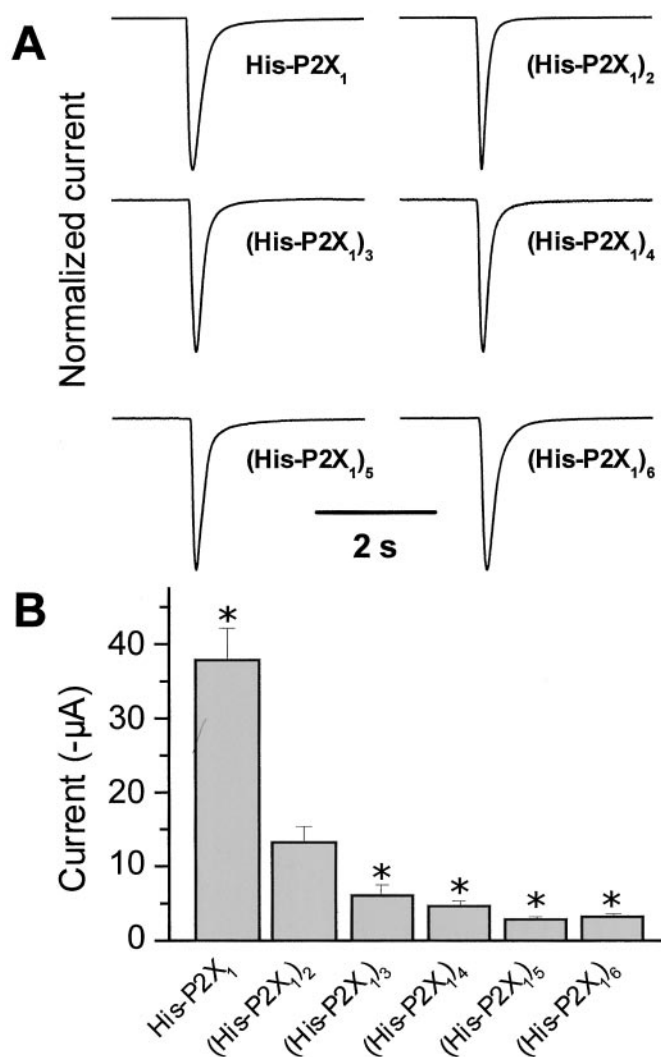 A
Normalized current
His-P2X₁
(His-P2X₁)₂
(His-P2X₁)₃
(His-P2X₁)₄
(His-P2X₁)₅
(His-P2X₁)₆
2 s
B
Current (-µA)
40
30
20
10
0
*
*
*
*
*
His-P2X₁
(His-P2X₁)₂
(His-P2X₁)₃
(His-P2X₁)₄
(His-P2X₁)₅
(His-P2X₁)₆